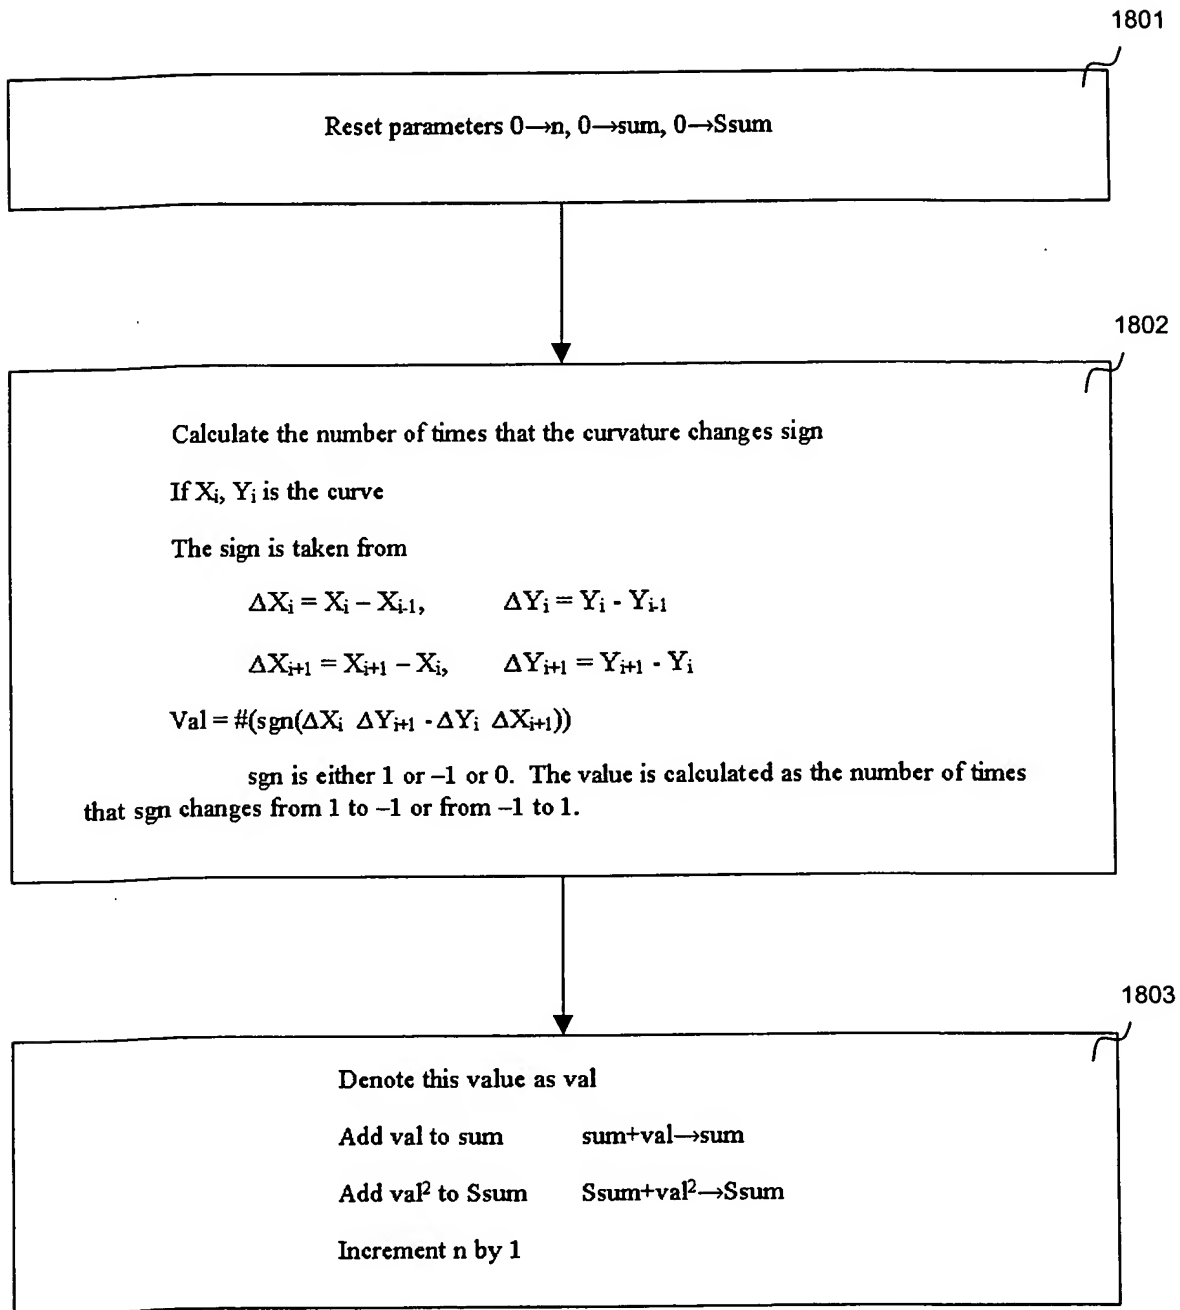 1801
Reset parameters 0→n, 0→sum, 0→Ssum
1802
Calculate the number of times that the curvature changes sign
If Xᵢ, Yᵢ is the curve
The sign is taken from
ΔXᵢ = Xᵢ – Xᵢ₋₁, ΔYᵢ = Yᵢ - Yᵢ₋₁
ΔXᵢ₊₁ = Xᵢ₊₁ – Xᵢ, ΔYᵢ₊₁ = Yᵢ₊₁ - Yᵢ
Val = #(sgn(ΔXᵢ ΔYᵢ₊₁ - ΔYᵢ ΔXᵢ₊₁))
sgn is either 1 or –1 or 0. The value is calculated as the number of times
that sgn changes from 1 to –1 or from –1 to 1.
1803
Denote this value as val
Add val to sum sum+val→sum
Add val² to Ssum Ssum+val²→Ssum
Increment n by 1